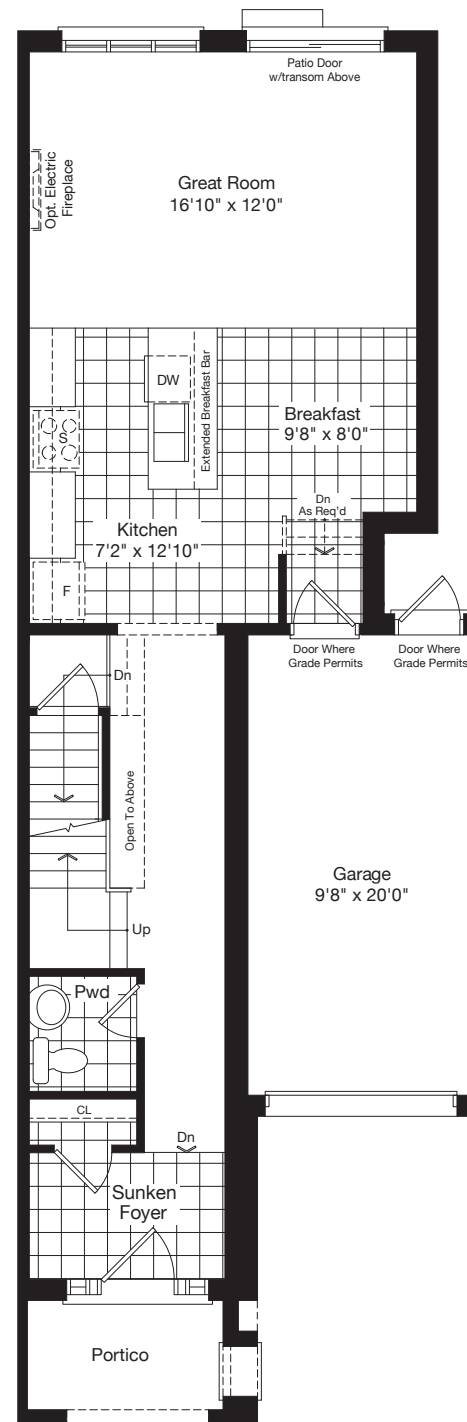 Patio Door
w/transom Above
Opt. Electric
Fireplace
Great Room
16'10" x 12'0"
DW
Extended Breakfast Bar
S
Breakfast
9'8" x 8'0"
Dn
As Req'd
Kitchen
7'2" x 12'10"
F
Door Where
Grade Permits
Door Where
Grade Permits
Dn
Open To Above
Garage
9'8" x 20'0"
Up
Pwd
CL
Dn
Sunken
Foyer
Portico